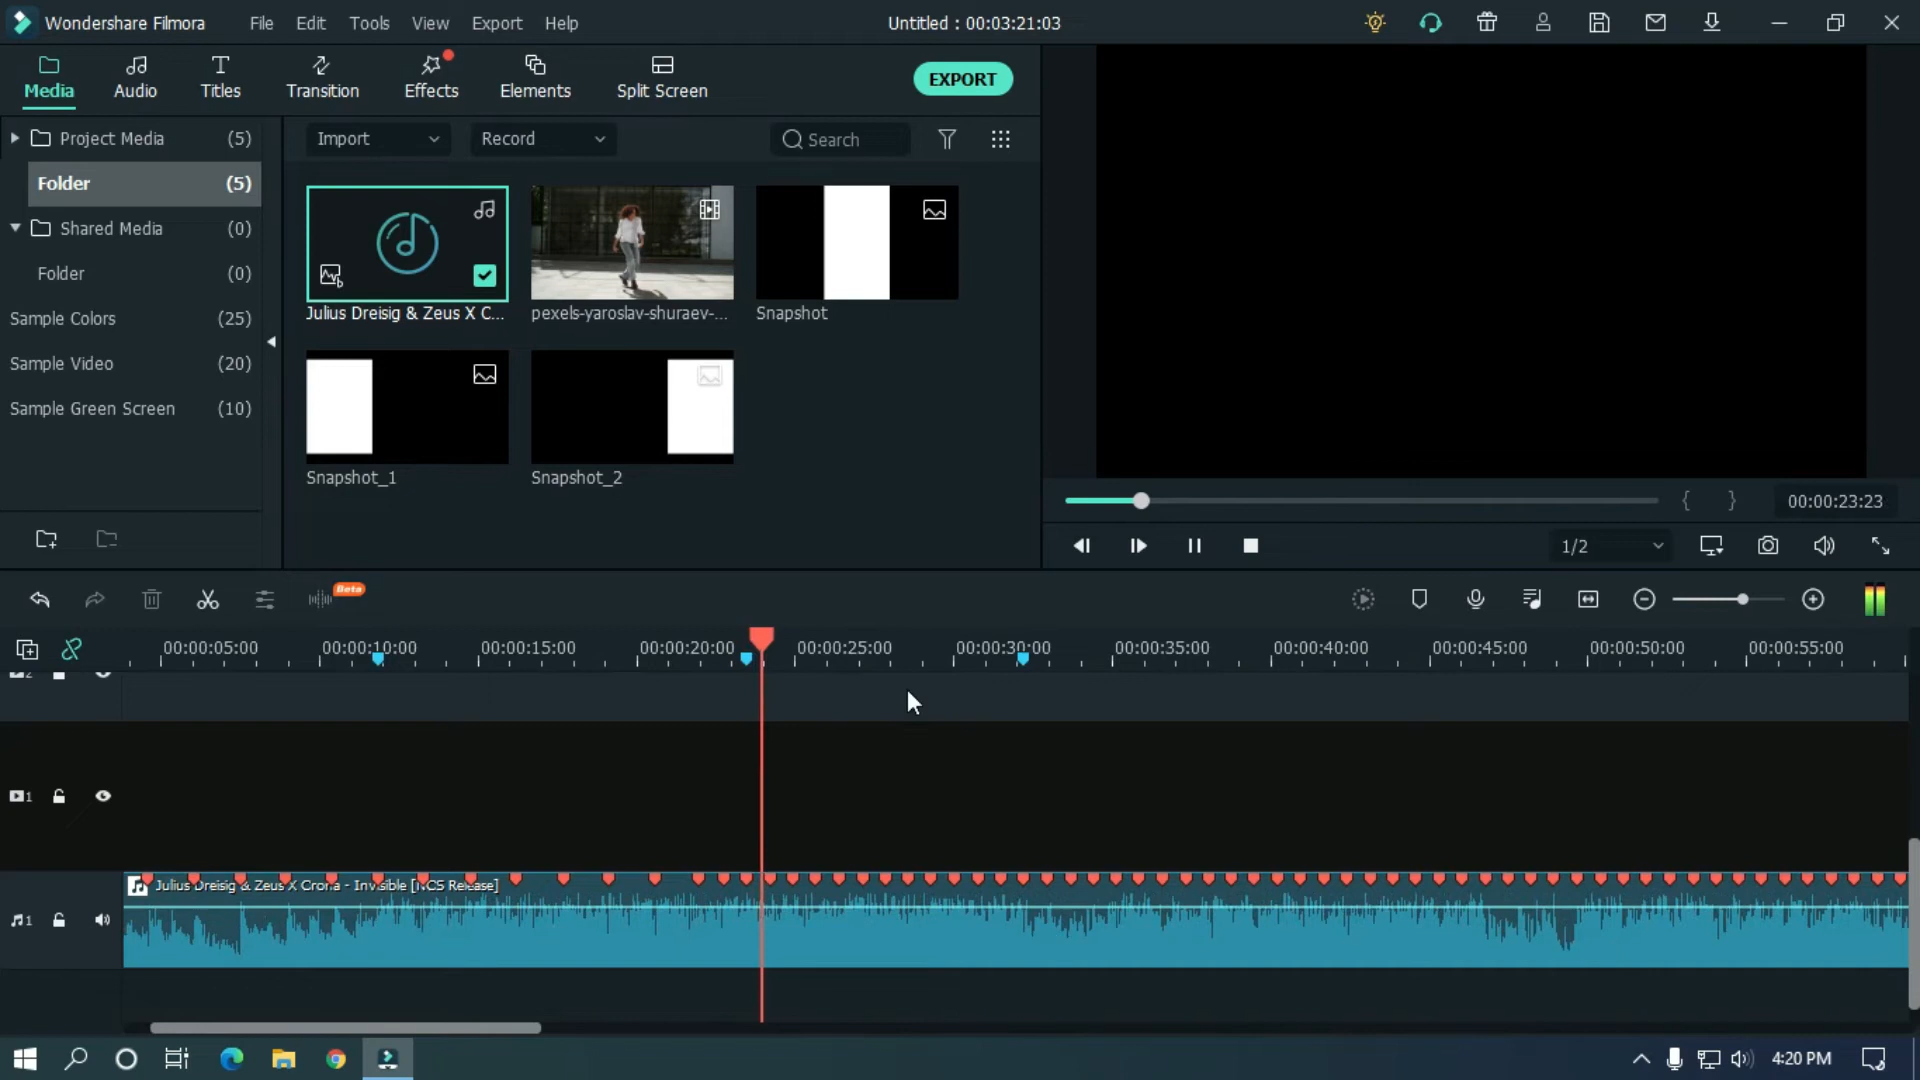 Wondershare Filmora
File Edit Tools View Export Help
Untitled : 00:03:21:03
Media Audio Titles Transition Effects Elements Split Screen
EXPORT
Project Media (5)
Folder (5)
Shared Media (0)
Folder (0)
Sample Colors (25)
Sample Video (20)
Sample Green Screen (10)
Import Record Search
Julius Dreisig & Zeus X C...
pexels-yaroslav-shuraev-...
Snapshot
Snapshot_1
Snapshot_2
{ } 00:00:23:23
1/2
Beta
00:00:05:00 00:00:10:00 00:00:15:00 00:00:20:00 00:00:25:00 00:00:30:00 00:00:35:00 00:00:40:00 00:00:45:00 00:00:50:00 00:00:55:00
2
1
Julius Dreisig & Zeus X Crona - Invisible [NCS Release]
1
4:20 PM